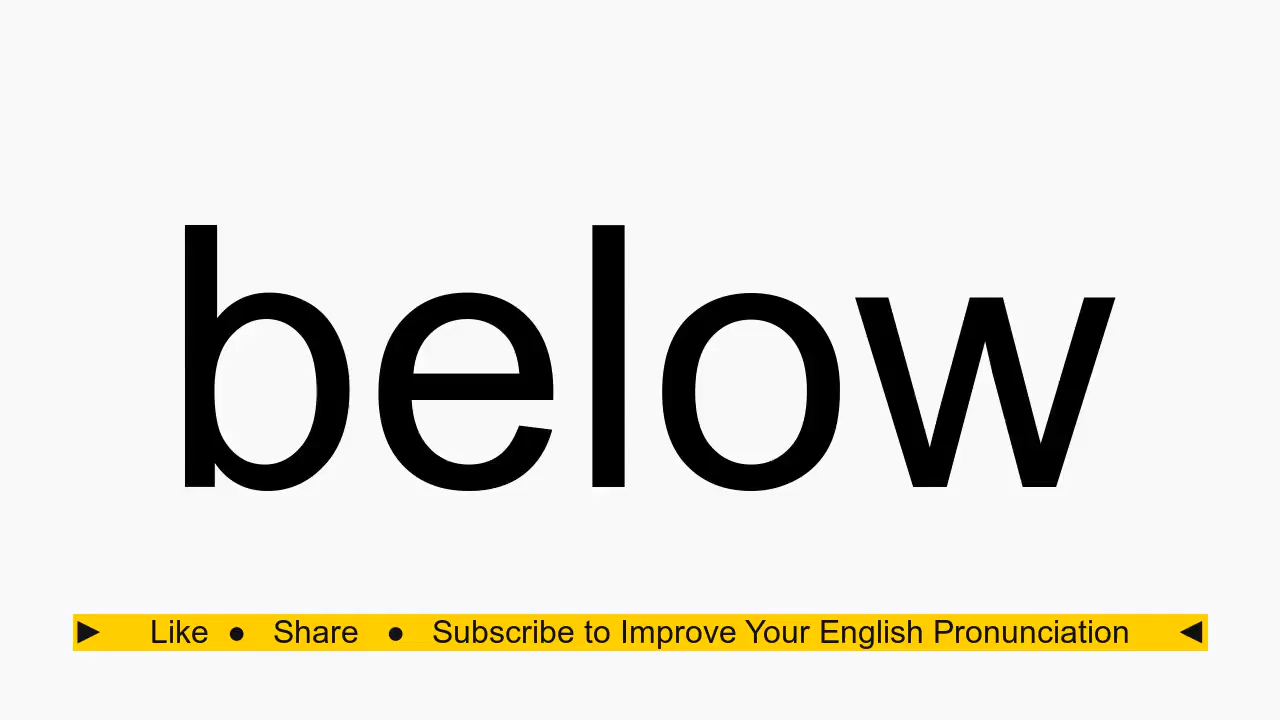 below
▶ Like ● Share ● Subscribe to Improve Your English Pronunciation ◀